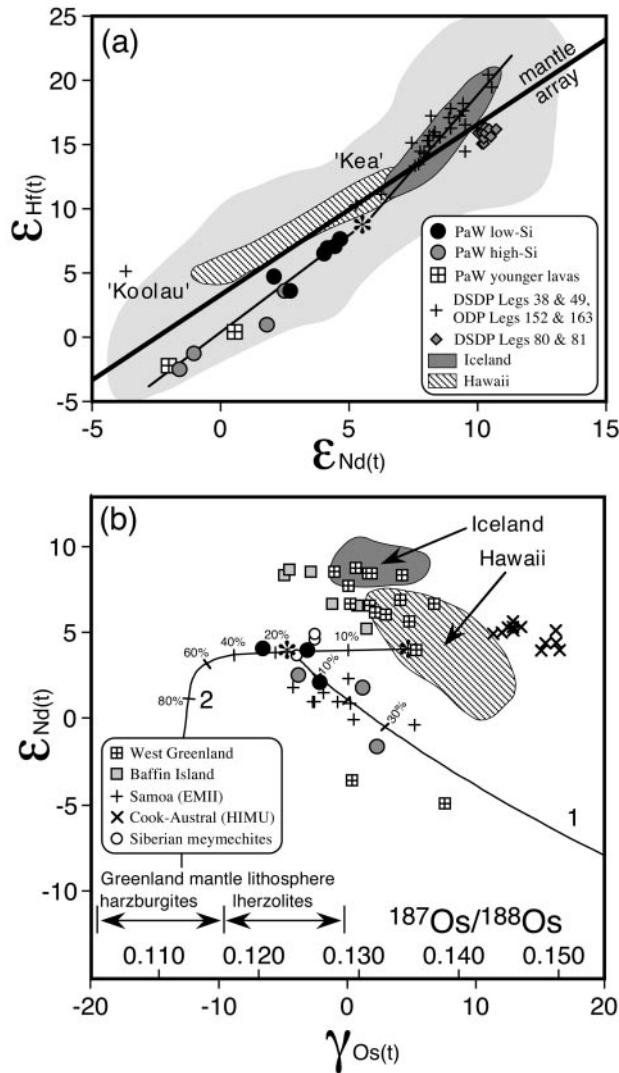 (a)
25
20
15
10
5
0
-5
εHf(t)
mantle
array
'Kea'
'Koolau'
PaW low-Si
PaW high-Si
PaW younger lavas
DSDP Legs 38 & 49,
ODP Legs 152 & 163
DSDP Legs 80 & 81
Iceland
Hawaii
-5
0
5
10
15
εNd(t)
(b)
10
5
0
-5
-10
εNd(t)
Iceland
Hawaii
80%
60%
40%
20%
10%
2
10%
30%
1
West Greenland
Baffin Island
Samoa (EMII)
Cook-Austral (HIMU)
Siberian meymechites
Greenland mantle lithosphere
harzburgites
lherzolites
187Os/188Os
0.110
0.120
0.130
0.140
0.150
-20
-10
0
10
20
γOs(t)